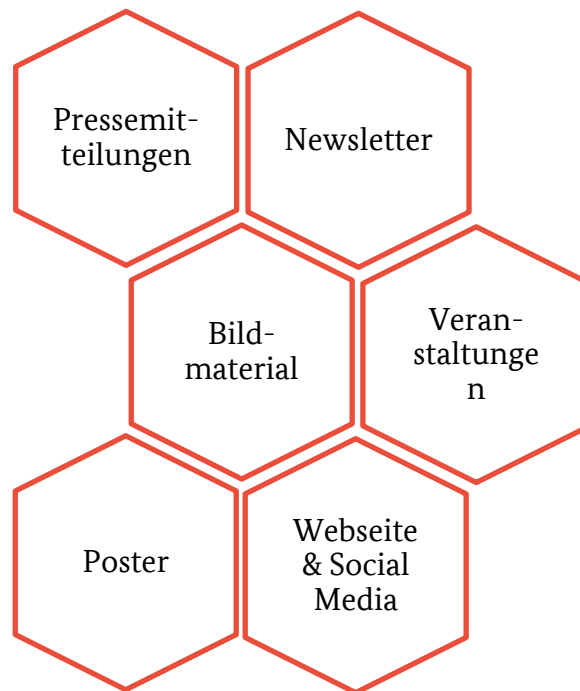 Pressemit-
teilungen
Newsletter
Bild-
material
Veran-
staltunge
n
Poster
Webseite
& Social
Media